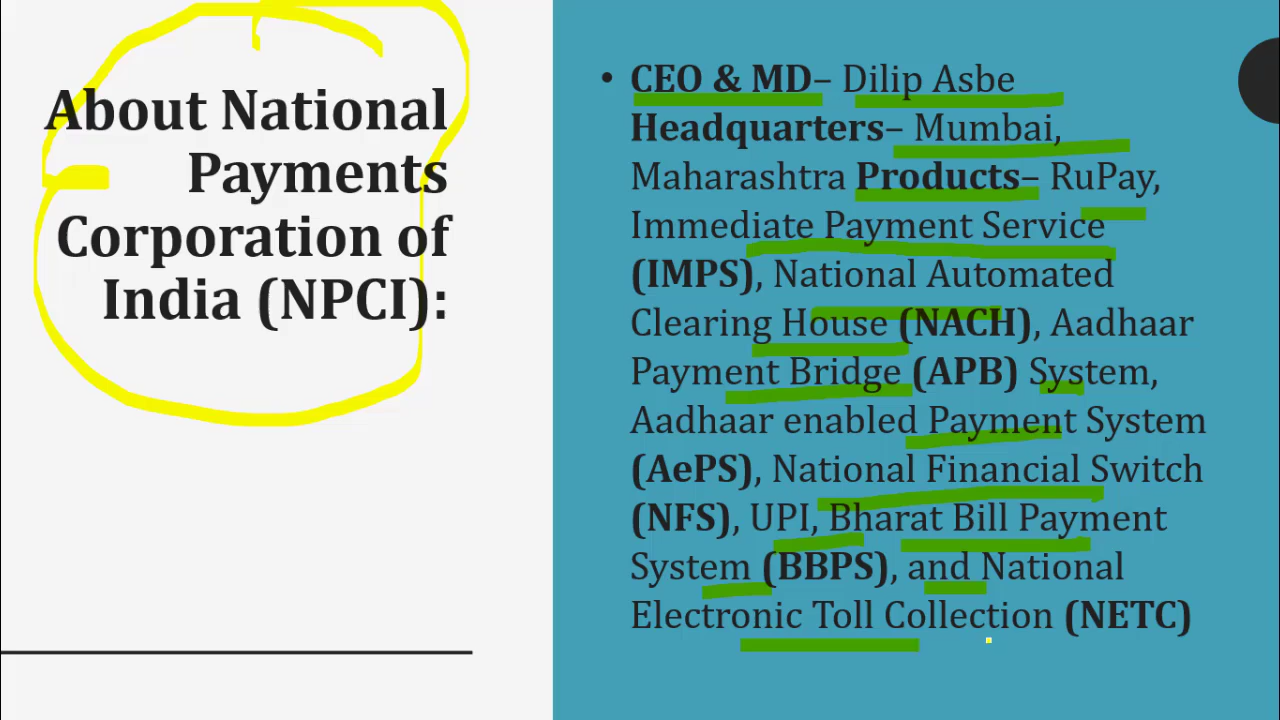 About National
Payments
Corporation of
India (NPCI):
• CEO & MD– Dilip Asbe
Headquarters– Mumbai,
Maharashtra Products– RuPay,
Immediate Payment Service
(IMPS), National Automated
Clearing House (NACH), Aadhaar
Payment Bridge (APB) System,
Aadhaar enabled Payment System
(AePS), National Financial Switch
(NFS), UPI, Bharat Bill Payment
System (BBPS), and National
Electronic Toll Collection (NETC)